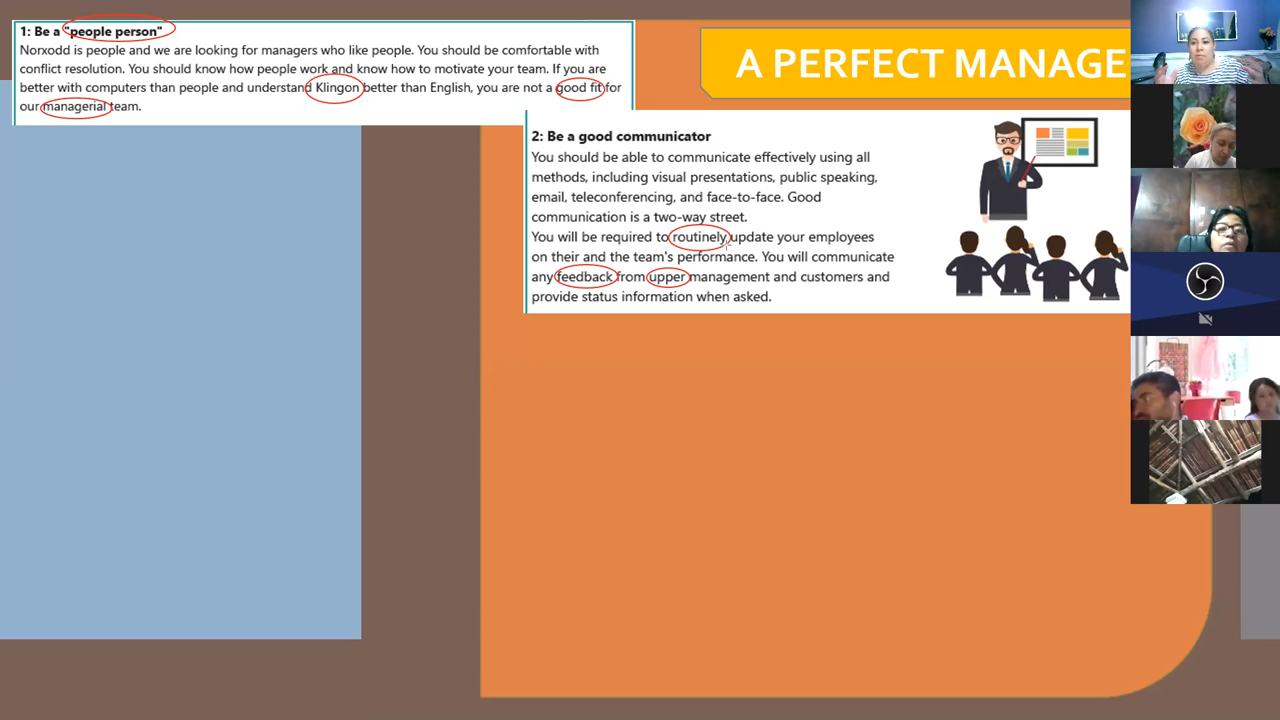 1: Be a "people person"
Norxodd is people and we are looking for managers who like people. You should be comfortable with
conflict resolution. You should know how people work and know how to motivate your team. If you are
better with computers than people and understand Klingon better than English, you are not a good fit for
our managerial team.
A PERFECT MANAGE
2: Be a good communicator
You should be able to communicate effectively using all
methods, including visual presentations, public speaking,
email, teleconferencing, and face-to-face. Good
communication is a two-way street.
You will be required to routinely update your employees
on their and the team's performance. You will communicate
any feedback from upper management and customers and
provide status information when asked.